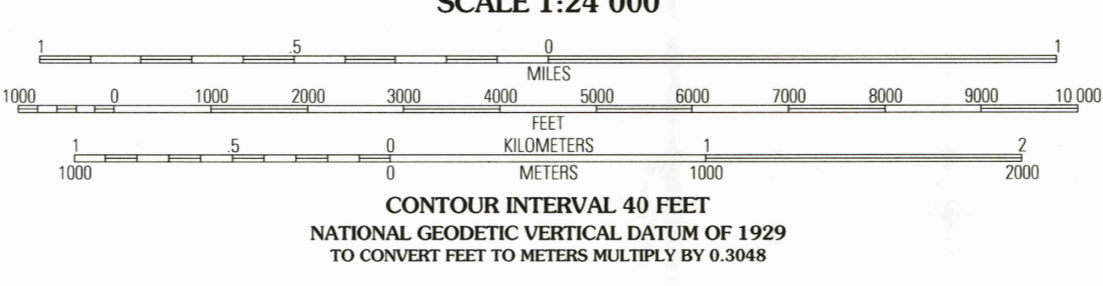 SCALE 1:24 000
1 .5 0 1
MILES
1000 0 1000 2000 3000 4000 5000 6000 7000 8000 9000 10 000
FEET
1 .5 0 KILOMETERS 1 2
1000 0 METERS 1000 2000
CONTOUR INTERVAL 40 FEET
NATIONAL GEODETIC VERTICAL DATUM OF 1929
TO CONVERT FEET TO METERS MULTIPLY BY 0.3048